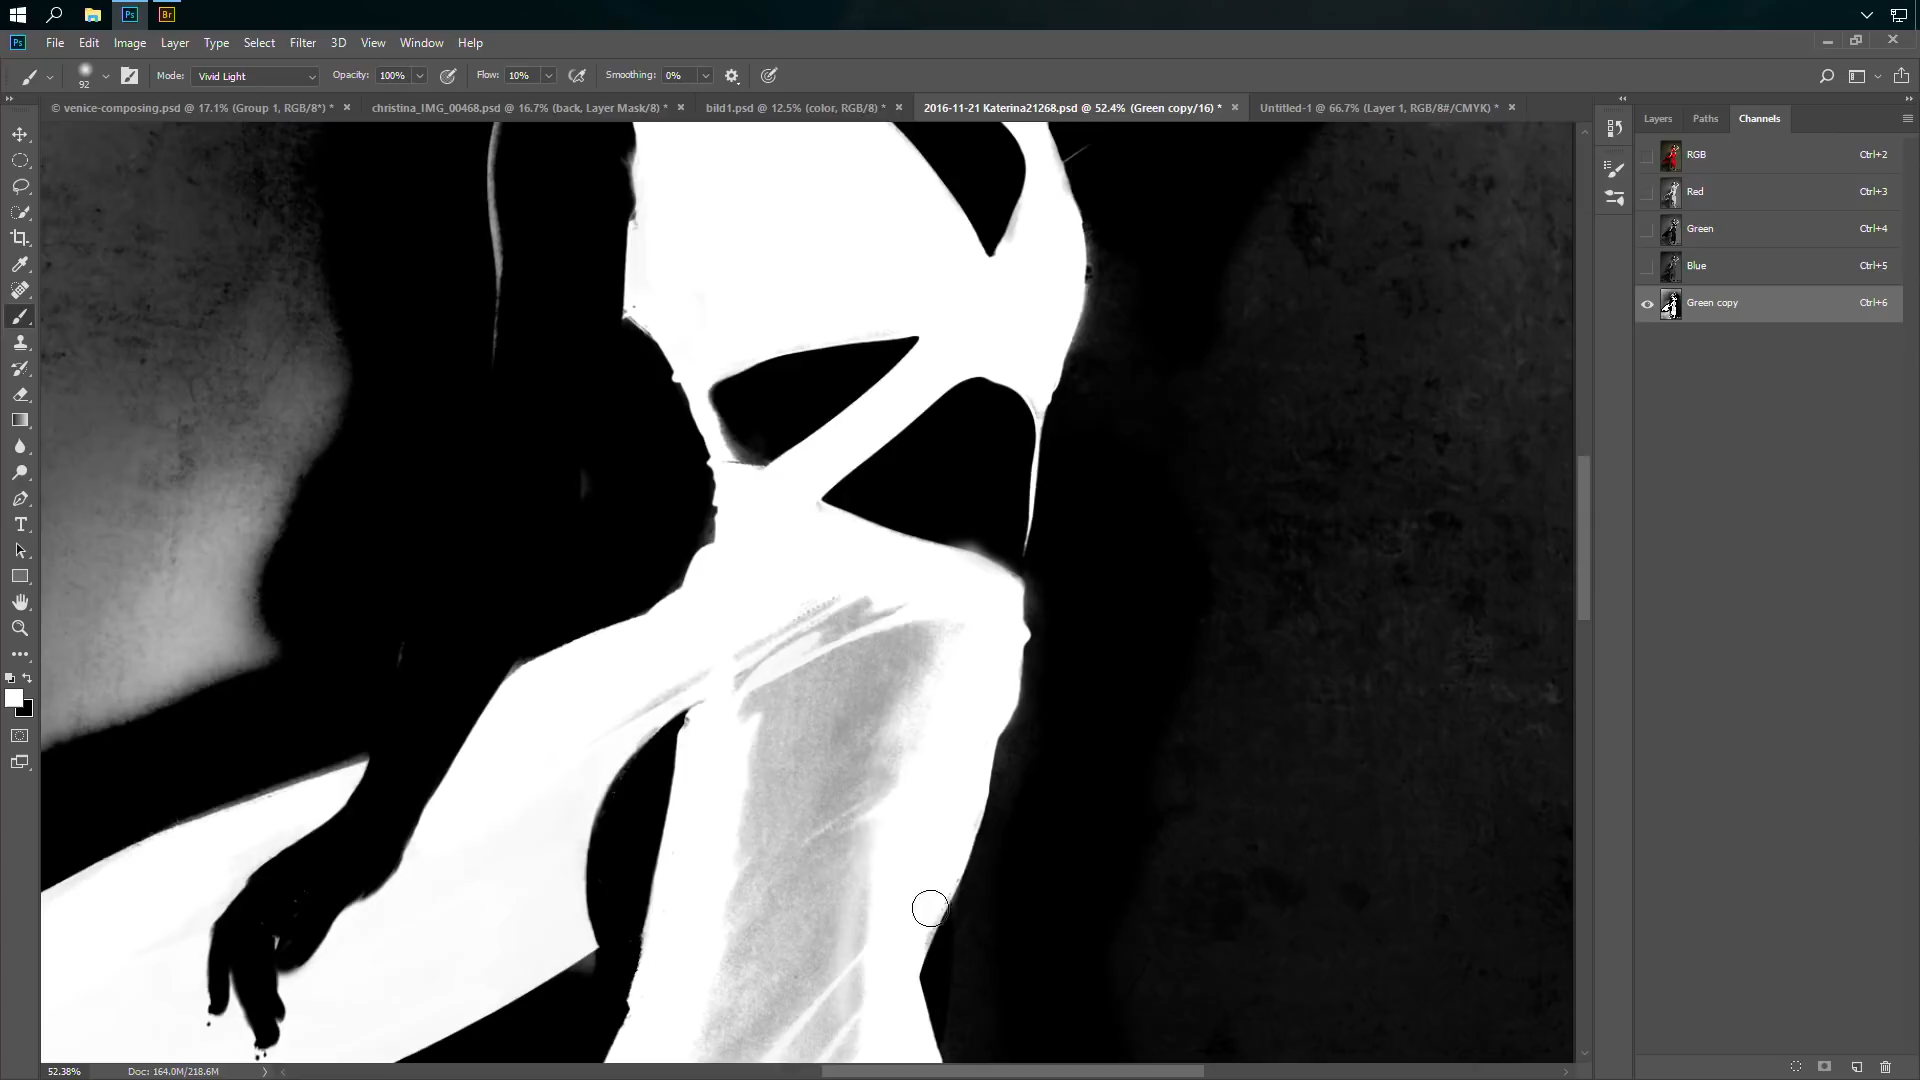 Ps
Br
Ps
File
Edit
Image
Layer
Type
Select
Filter
3D
View
Window
Help
92
Mode:
Vivid Light
Opacity:
100%
Flow:
10%
Smoothing:
0%
© venice-composing.psd @ 17.1% (Group 1, RGB/8*) *
christina_IMG_00468.psd @ 16.7% (back, Layer Mask/8) *
bild1.psd @ 12.5% (color, RGB/8) *
2016-11-21 Katerina21268.psd @ 52.4% (Green copy/16) *
Untitled-1 @ 66.7% (Layer 1, RGB/8#/CMYK) *
Layers
Paths
Channels
RGB
Ctrl+2
Red
Ctrl+3
Green
Ctrl+4
Blue
Ctrl+5
Green copy
Ctrl+6
52.38%
Doc: 164.0M/218.6M